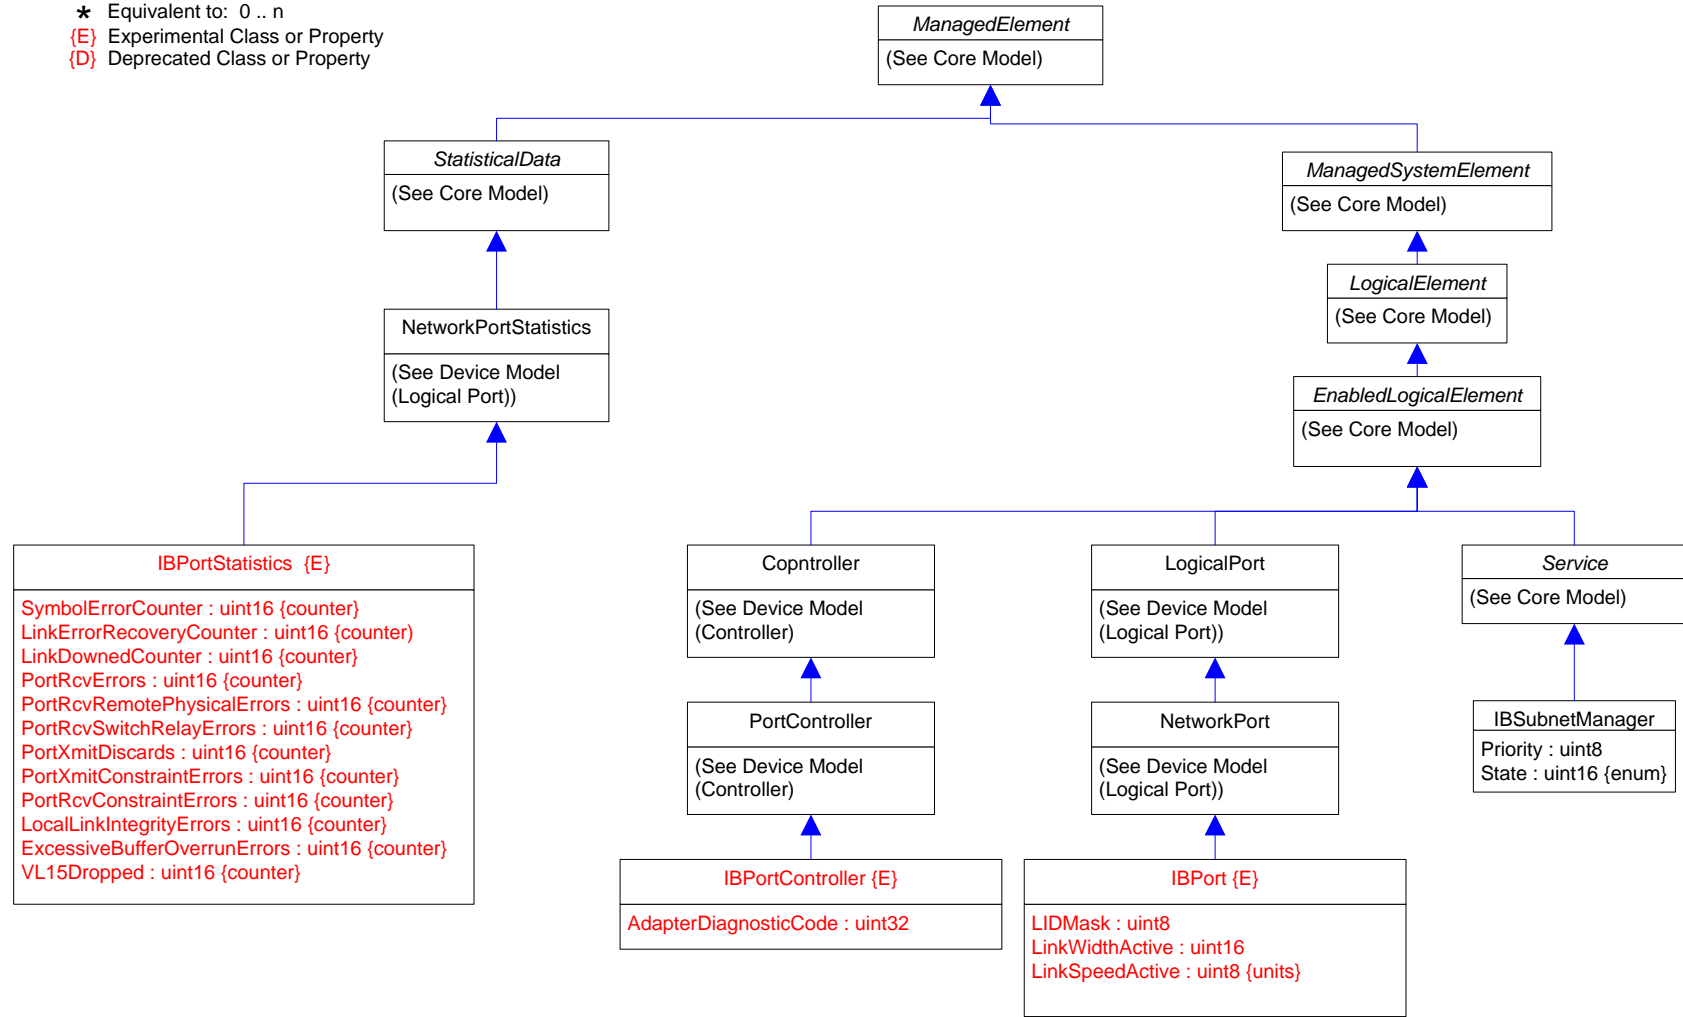 * Equivalent to: 0 .. n
{E} Experimental Class or Property
{D} Deprecated Class or Property
ManagedElement
(See Core Model)
StatisticalData
(See Core Model)
ManagedSystemElement
(See Core Model)
LogicalElement
(See Core Model)
NetworkPortStatistics
(See Device Model
(Logical Port))
EnabledLogicalElement
(See Core Model)
IBPortStatistics {E}
SymbolErrorCounter : uint16 {counter}
LinkErrorRecoveryCounter : uint16 {counter)
LinkDownedCounter : uint16 {counter}
PortRcvErrors : uint16 {counter}
PortRcvRemotePhysicalErrors : uint16 {counter}
PortRcvSwitchRelayErrors : uint16 {counter}
PortXmitDiscards : uint16 {counter}
PortXmitConstraintErrors : uint16 {counter}
PortRcvConstraintErrors : uint16 {counter}
LocalLinkIntegrityErrors : uint16 {counter}
ExcessiveBufferOverrunErrors : uint16 {counter}
VL15Dropped : uint16 {counter}
Copntroller
(See Device Model
(Controller)
LogicalPort
(See Device Model
(Logical Port))
Service
(See Core Model)
PortController
(See Device Model
(Controller)
NetworkPort
(See Device Model
(Logical Port))
IBSubnetManager
Priority : uint8
State : uint16 {enum}
IBPortController {E}
AdapterDiagnosticCode : uint32
IBPort {E}
LIDMask : uint8
LinkWidthActive : uint16
LinkSpeedActive : uint8 {units}